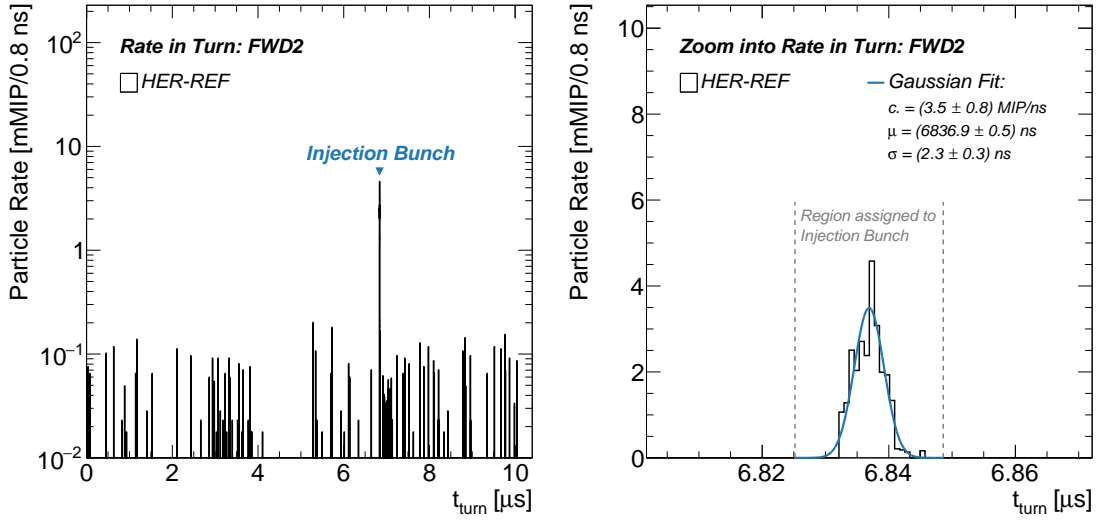 Particle Rate [mMIP/0.8 ns]
10²
10
1
10⁻¹
10⁻²
Rate in Turn: FWD2
HER-REF
Injection Bunch
0 2 4 6 8 10
t_turn [μs]
Particle Rate [mMIP/0.8 ns]
10
8
6
4
2
0
Zoom into Rate in Turn: FWD2
HER-REF
Gaussian Fit:
c. = (3.5 ± 0.8) MIP/ns
μ = (6836.9 ± 0.5) ns
σ = (2.3 ± 0.3) ns
Region assigned to
Injection Bunch
6.82 6.84 6.86
t_turn [μs]